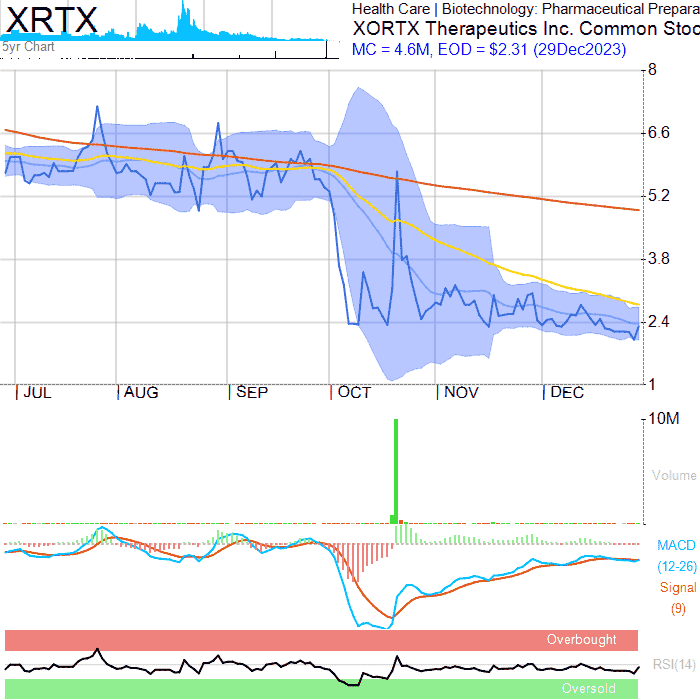 XRTX
5yr Chart
Health Care | Biotechnology: Pharmaceutical Prepara
XORTX Therapeutics Inc. Common Stoc
MC = 4.6M, EOD = $2.31 (29Dec2023)
8
6.6
5.2
3.8
2.4
1
JUL AUG SEP OCT NOV DEC
10M
Volume
MACD
(12-26)
Signal
(9)
Overbought
RSI(14)
Oversold